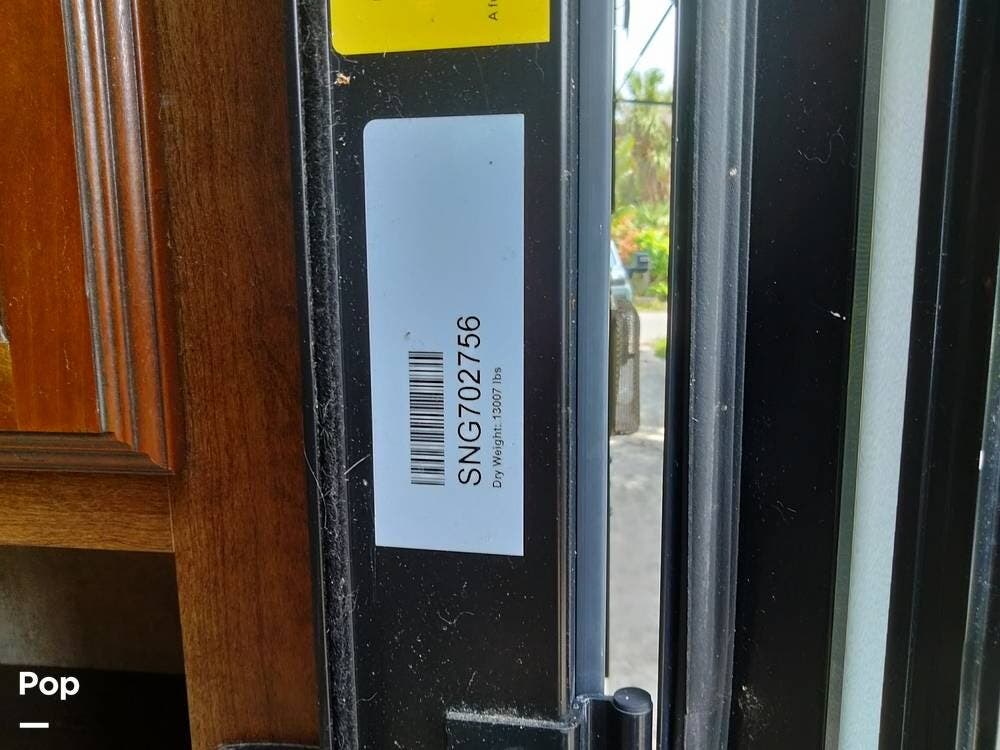 A
SNG702756
Dry Weight: 13007 lbs
Pop